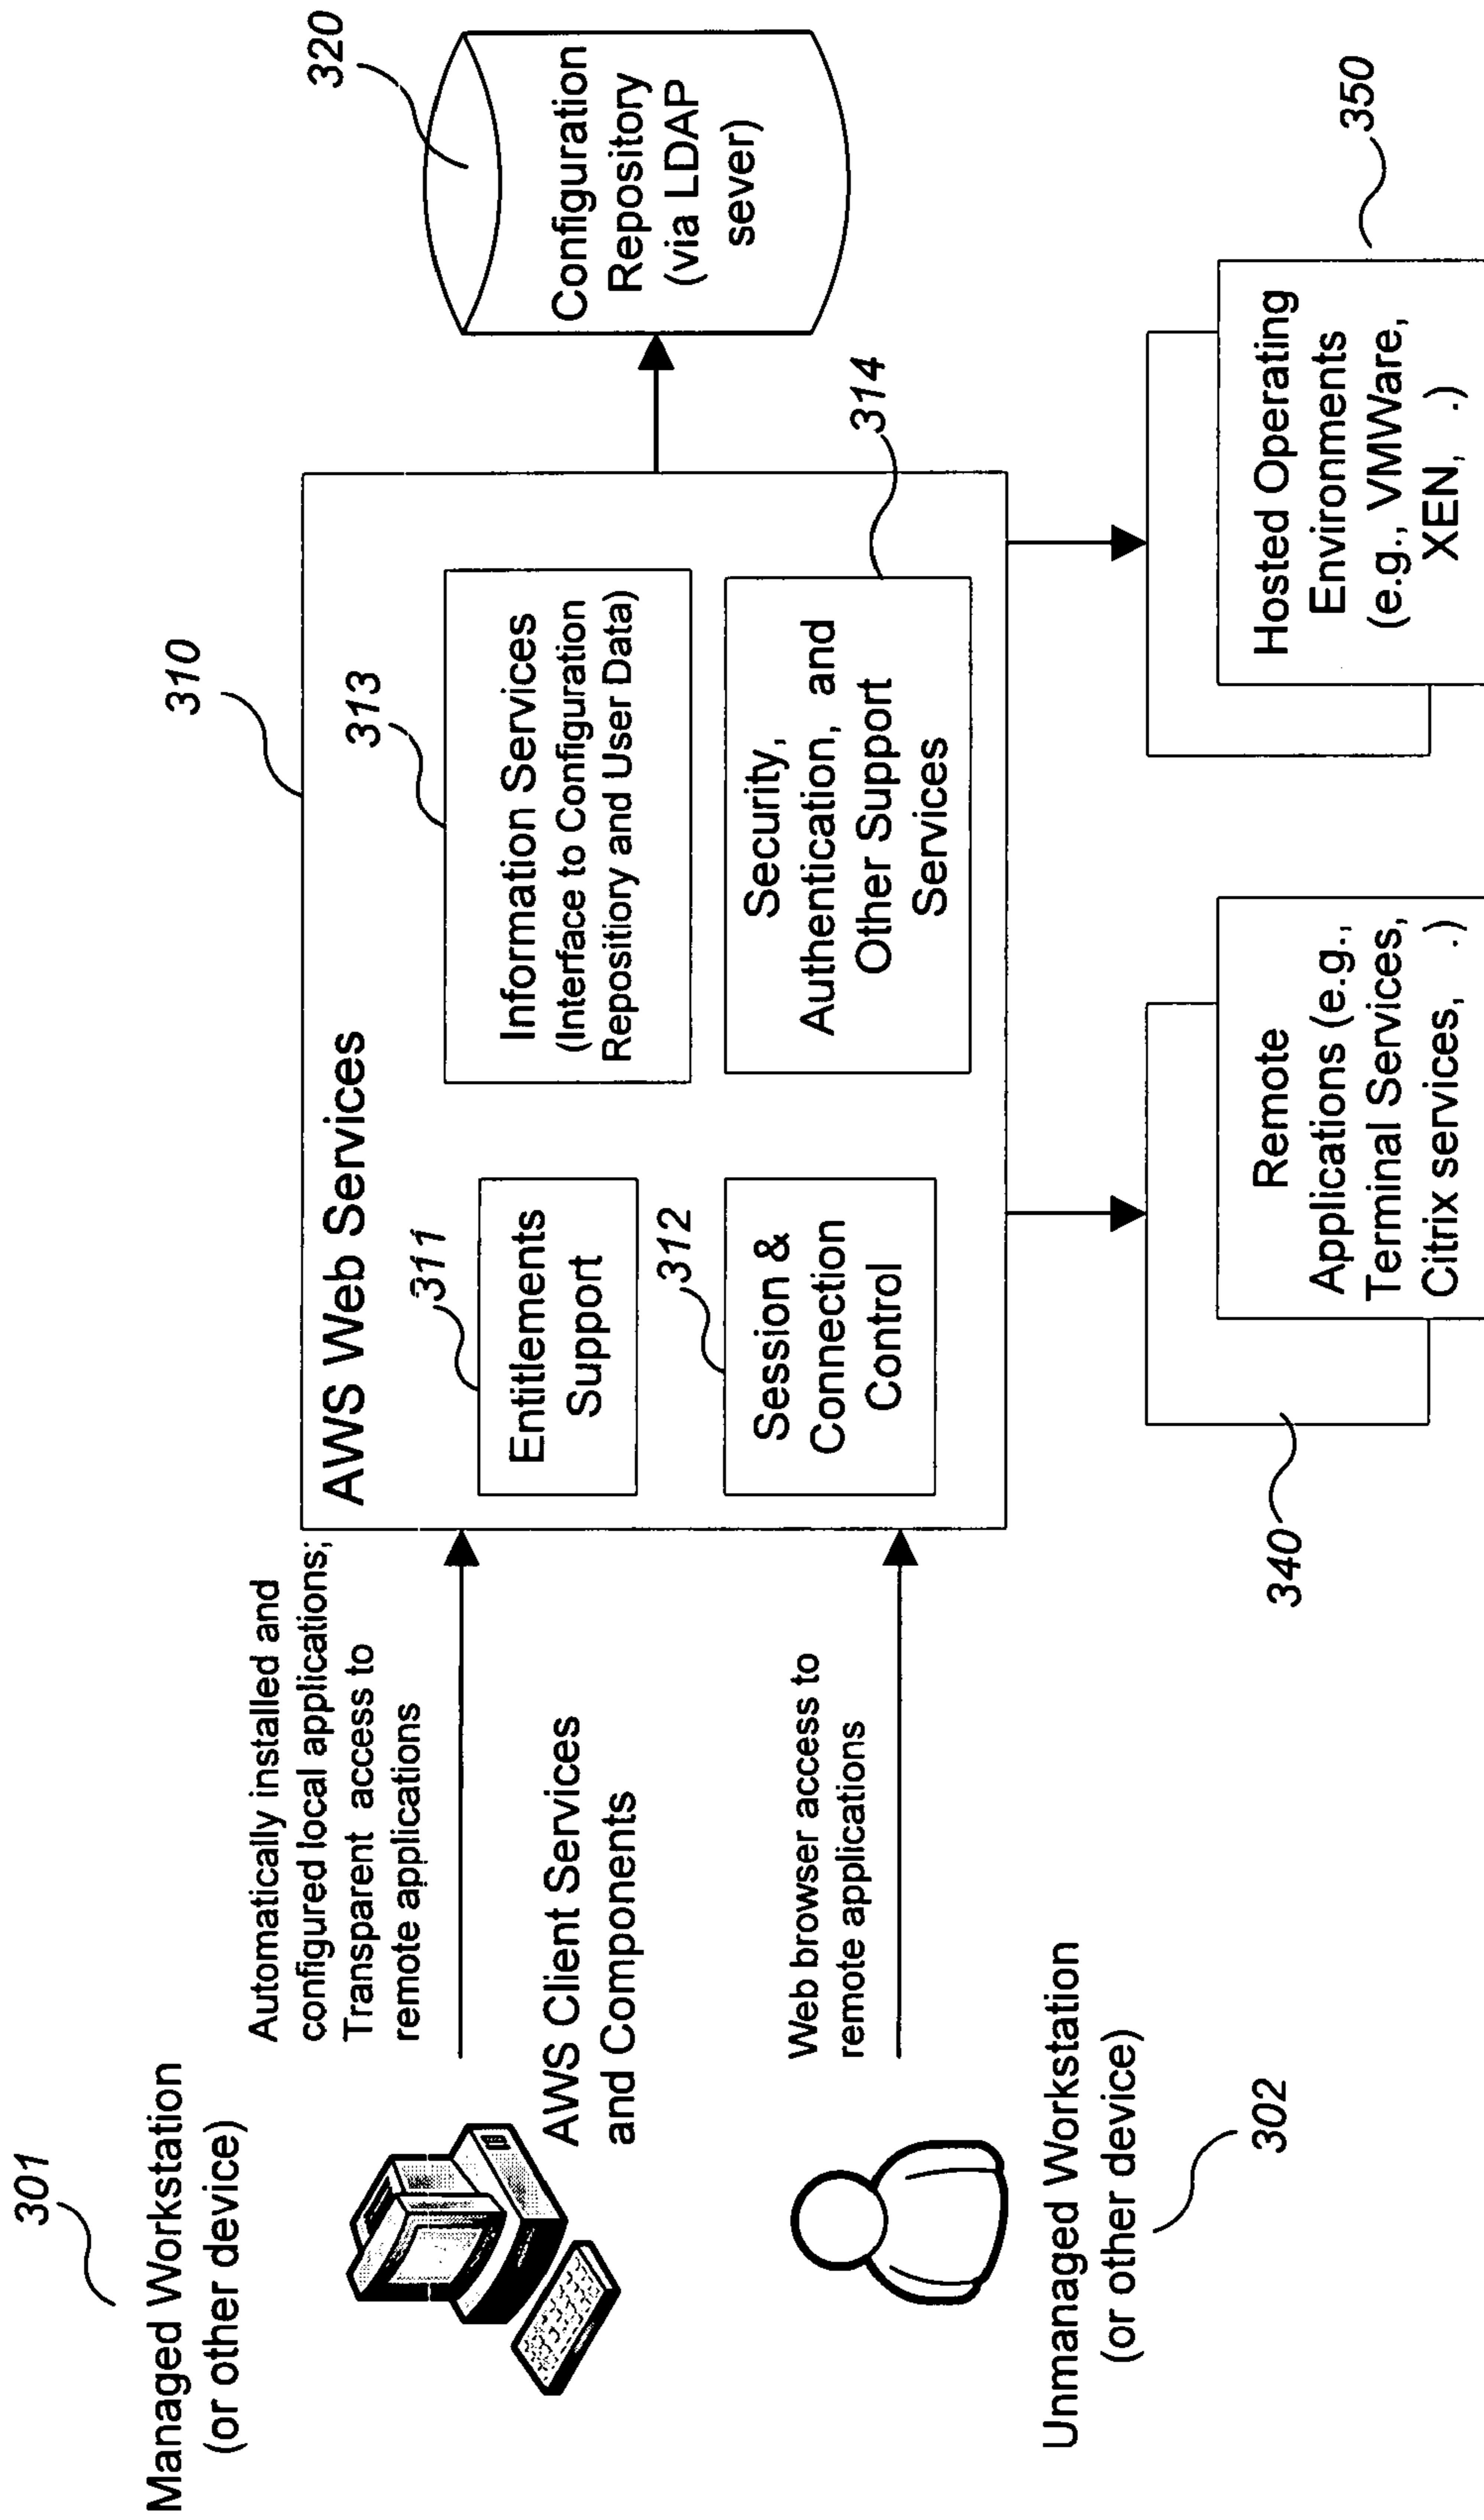 301
Managed Workstation
(or other device)
Automatically installed and
configured local applications;
Transparent access to
remote applications
AWS Client Services
and Components
Web browser access to
remote applications
Unmanaged Workstation
(or other device)
302
310
AWS Web Services
311
Entitlements
Support
312
Session &
Connection
Control
313
Information Services
(Interface to Configuration
Repository and User Data)
314
Security,
Authentication, and
Other Support
Services
320
Configuration
Repository
(via LDAP
sever)
340
Remote
Applications (e.g.,
Terminal Services,
Citrix services, .)
350
Hosted Operating
Environments
(e.g., VMWare,
XEN, .)